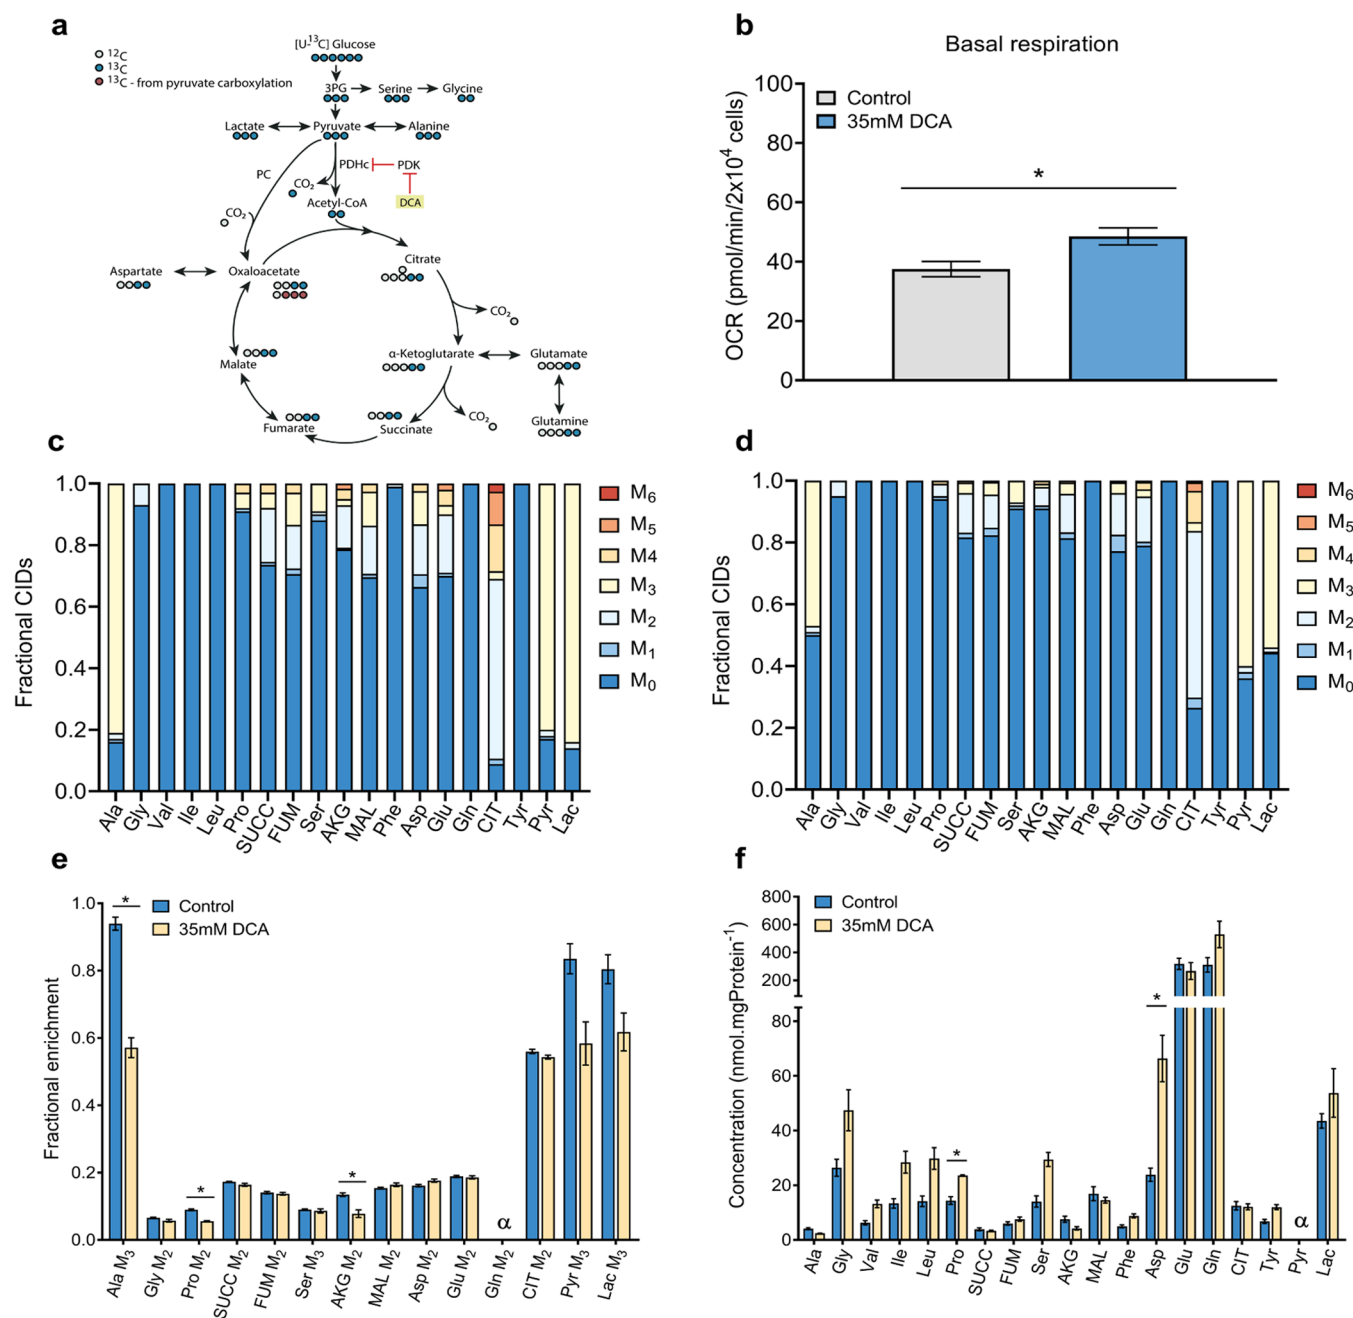 a
¹²C
¹³C
¹³C - from pyruvate carboxylation
[U-¹³C] Glucose
3PG
Serine
Glycine
Lactate
Pyruvate
Alanine
PC
PDHc
PDK
CO₂
Acetyl-CoA
DCA
CO₂
Aspartate
Oxaloacetate
Citrate
CO₂
Malate
α-Ketoglutarate
Glutamate
Fumarate
Succinate
CO₂
Glutamine
b
Basal respiration
OCR (pmol/min/2x10⁴ cells)
100
80
60
40
20
0
Control
35mM DCA
*
c
Fractional CIDs
1.0
0.8
0.6
0.4
0.2
0.0
M₆
M₅
M4
M₃
M₂
M₁
M₀
Ala Gly Val Ile Leu Pro SUCC FUM Ser AKG MAL Phe Asp Glu Gln CIT Tyr Pyr Lac
d
Fractional CIDs
1.0
0.8
0.6
0.4
0.2
0.0
M₆
M₅
M₄
M₃
M₂
M₁
M₀
Ala Gly Val Ile Leu Pro SUCC FUM Ser AKG MAL Phe Asp Glu Gln CIT Tyr Pyr Lac
e
Fractional enrichment
1.0
0.8
0.6
0.4
0.2
0.0
Control
35mM DCA
*
*
*
α
Ala M₃ Gly M₂ Pro M₂ SUCC M₂ FUM M₂ Ser M₃ AKG M₂ MAL M₂ Asp M₂ Glu M₂ Gln M₂ CIT M₂ Pyr M₃ Lac M₃
f
Concentration (nmol.mgProtein⁻¹)
800
600
400
200
80
60
40
20
0
Control
35mM DCA
*
*
α
Ala Gly Val Ile Leu Pro SUCC FUM Ser AKG MAL Phe Asp Glu Gln CIT Tyr Pyr Lac